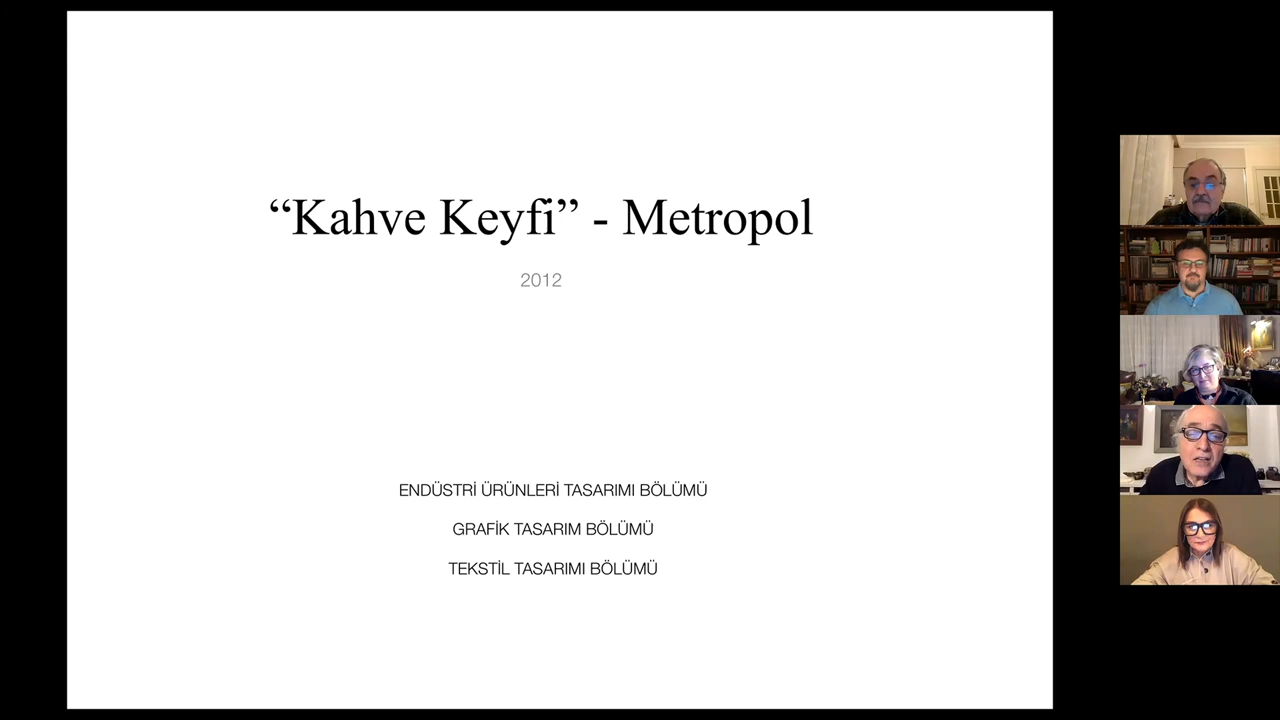 “Kahve Keyfi” - Metropol
2012
ENDÜSTRİ ÜRÜNLERİ TASARIMI BÖLÜMÜ
GRAFİK TASARIM BÖLÜMÜ
TEKSTİL TASARIMI BÖLÜMÜ